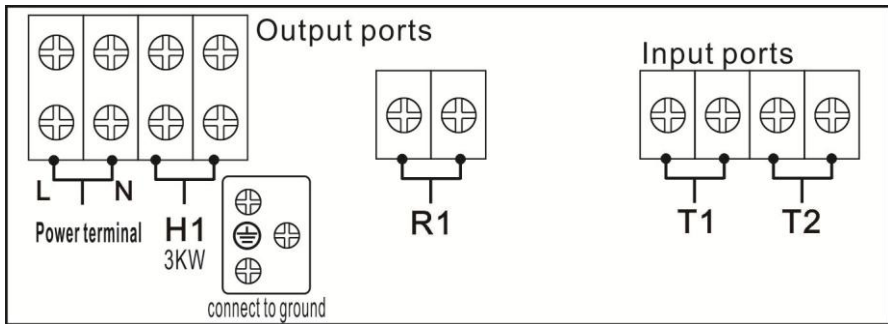 Output ports
Input ports
L N
Power terminal
H1
3KW
connect to ground
R1
T1
T2